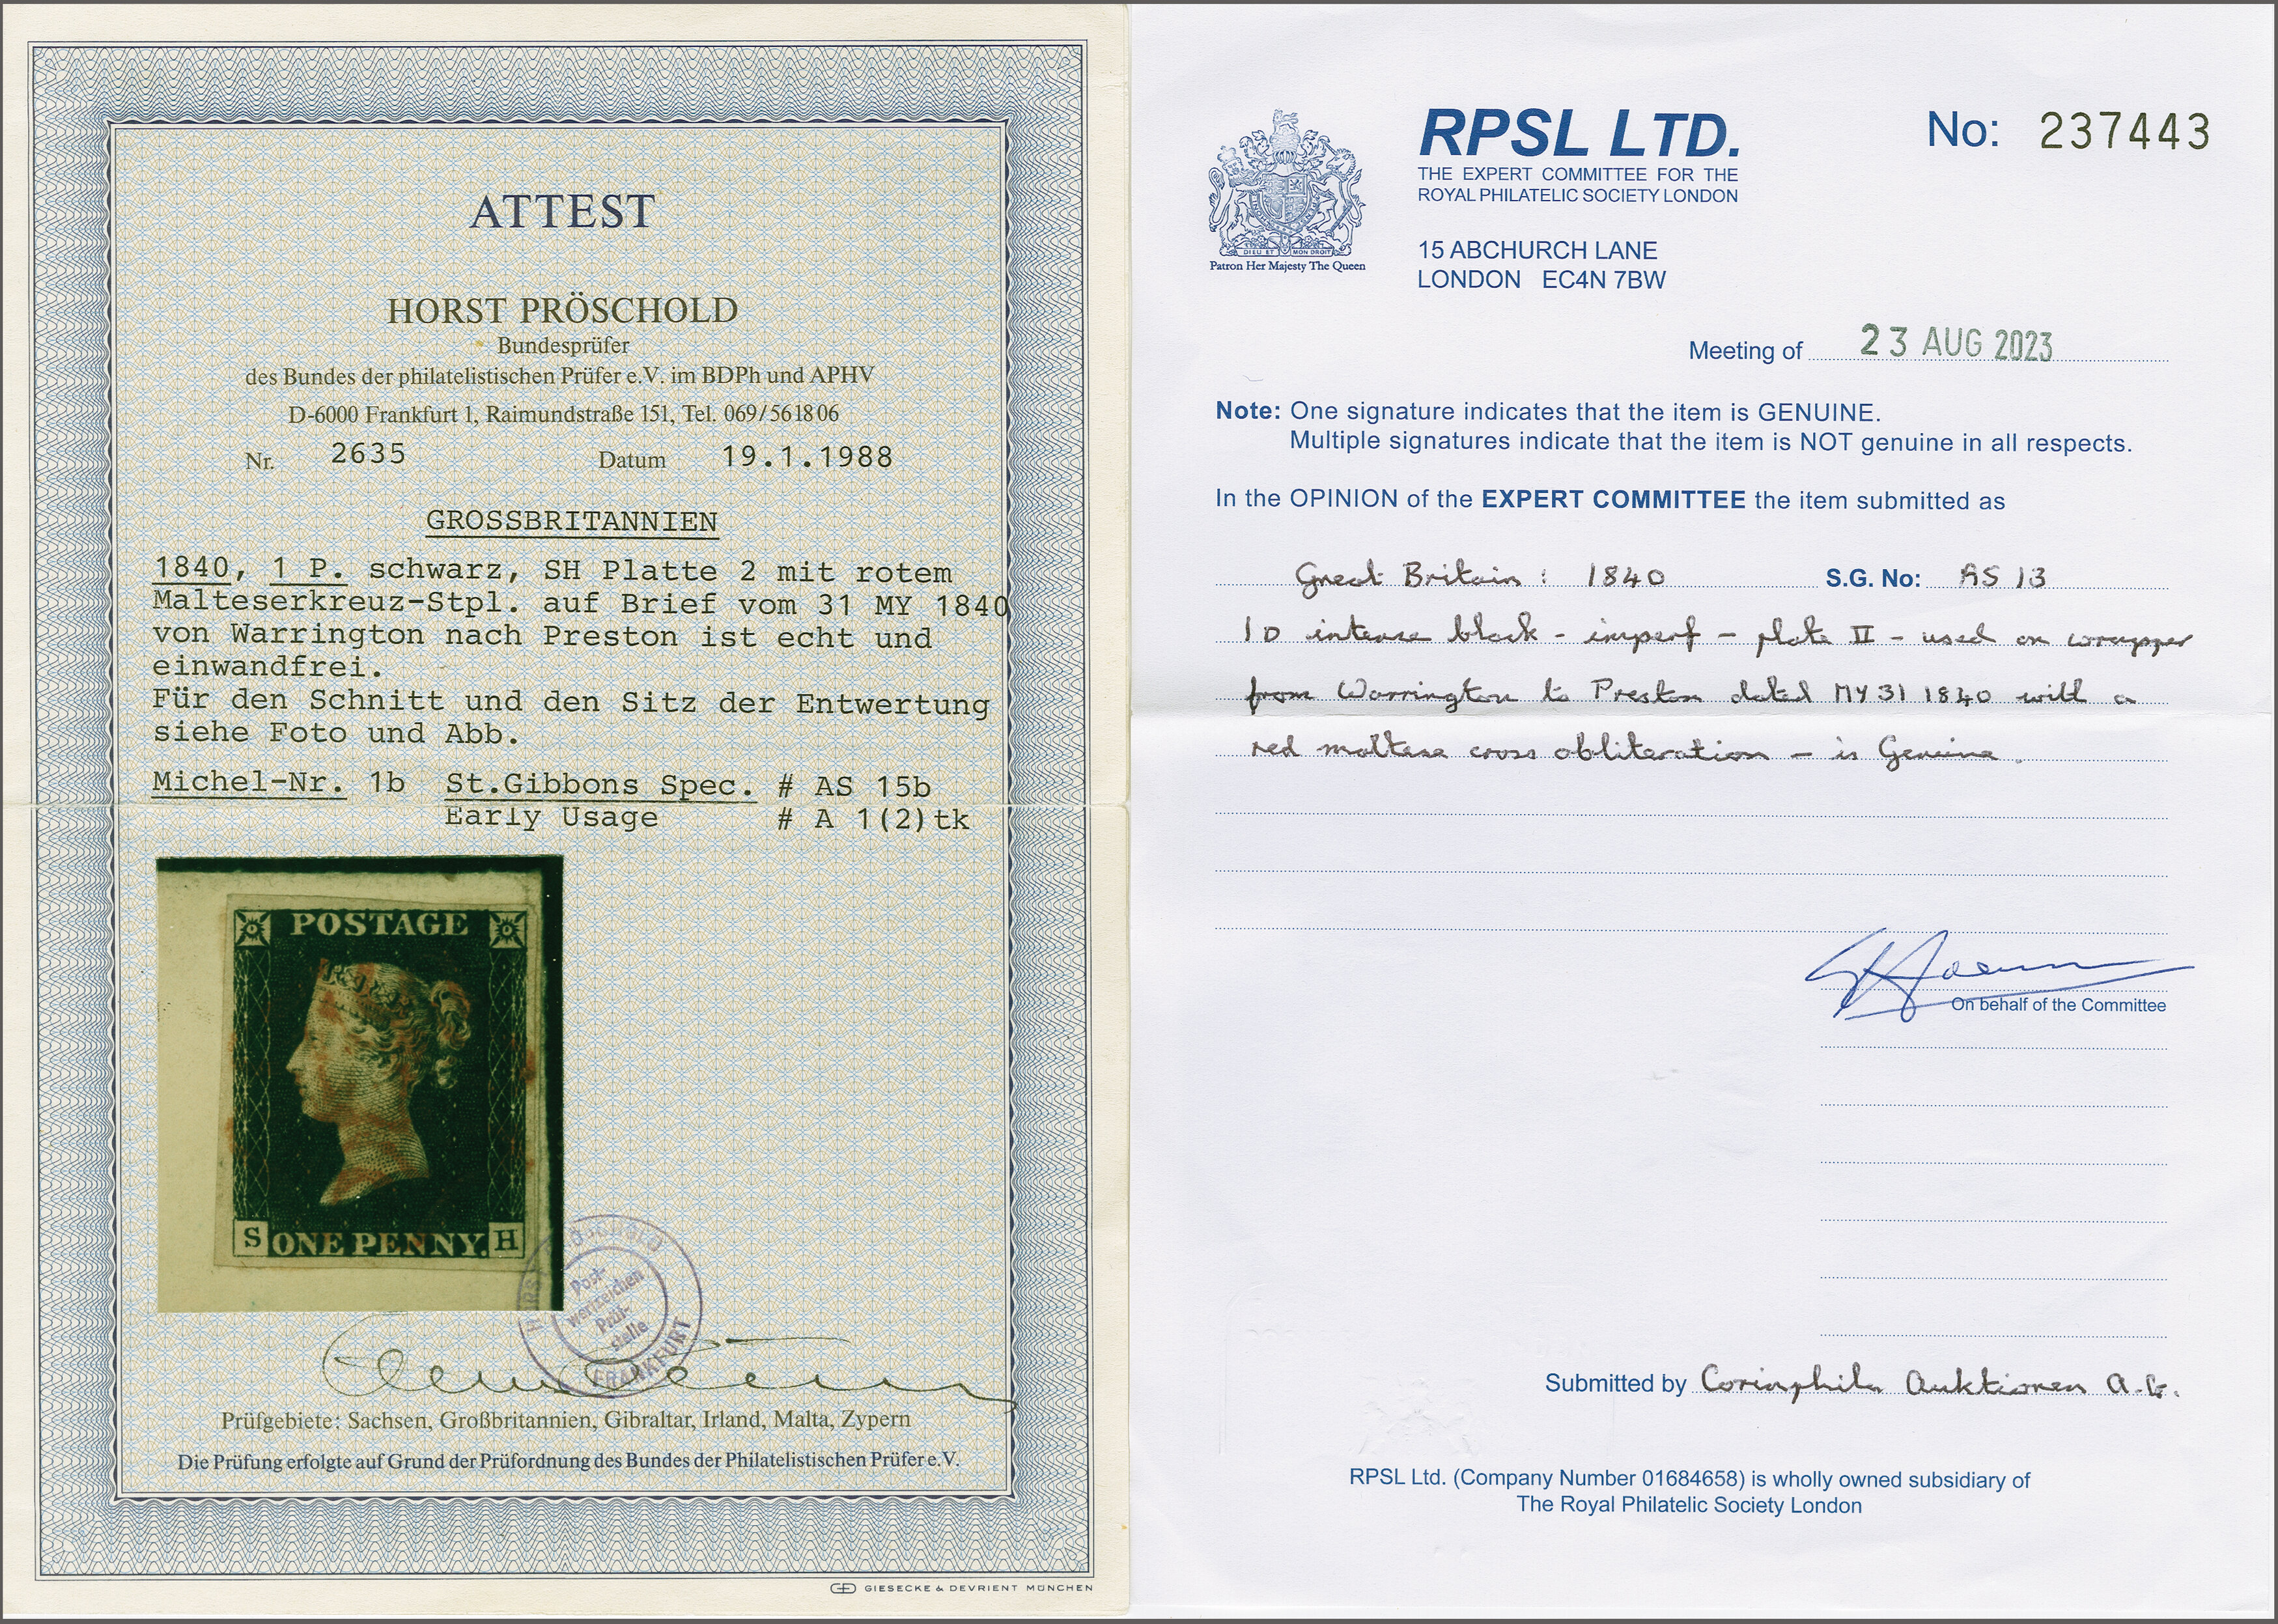 ATTEST
HORST PRÖSCHOLD
Bundesprüfer
des Bundes der philatelistischen Prüfer e.V. im BDPh und APHV
D-6000 Frankfurt 1, Raimundstraße 151, Tel. 069/561806
Nr. 2635 Datum 19.1.1988
GROSSBRITANNIEN
1840, 1 P. schwarz, SH Platte 2 mit rotem
Malteserkreuz-Stpl. auf Brief vom 31 MY 1840
von Warrington nach Preston ist echt und
einwandfrei.
Für den Schnitt und den Sitz der Entwertung
siehe Foto und Abb.
Michel-Nr. 1b St.Gibbons Spec. # AS 15b
Early Usage # A 1(2)tk
POSTAGE
S ONE PENNY. H
Post-
wertzeichen
Prüf-
stelle
FRANKFURT
Prüfgebiete: Sachsen, Großbritannien, Gibraltar, Irland, Malta, Zypern
Die Prüfung erfolgte auf Grund der Prüfordnung des Bundes der Philatelistischen Prüfer e.V.
GIESECKE & DEVRIENT MÜNCHEN
DIEU ET MON DROIT
Patron Her Majesty The Queen
RPSL LTD.
THE EXPERT COMMITTEE FOR THE
ROYAL PHILATELIC SOCIETY LONDON
15 ABCHURCH LANE
LONDON EC4N 7BW
No: 237443
Meeting of 23 AUG 2023
Note: One signature indicates that the item is GENUINE.
Multiple signatures indicate that the item is NOT genuine in all respects.
In the OPINION of the EXPERT COMMITTEE the item submitted as
Great Britain: 1840 S.G. No: AS 13
1D intense black - imperf - plate II - used on wrapper
from Warrington to Preston dated MY 31 1840 with a
red maltese cross obliteration - is Genuine.
On behalf of the Committee
Submitted by Corinphila Auktionen A.G.
RPSL Ltd. (Company Number 01684658) is wholly owned subsidiary of
The Royal Philatelic Society London